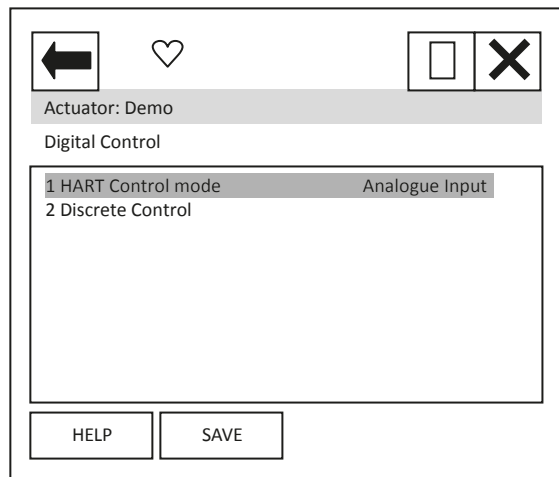 Actuator: Demo
Digital Control
1 HART Control mode Analogue Input
2 Discrete Control
HELP SAVE